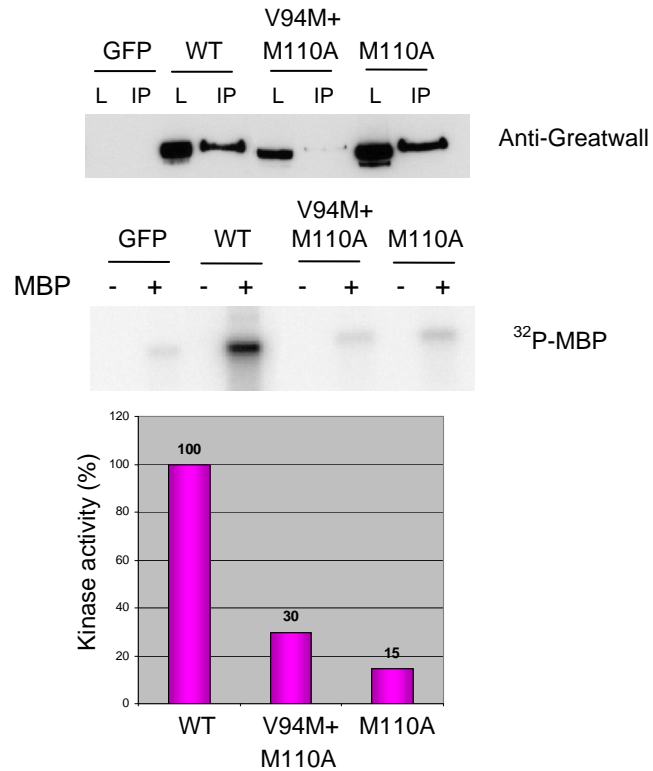 V94M+
GFP WT M110A M110A
L IP L IP L IP L IP
Anti-Greatwall
V94M+
GFP WT M110A M110A
MBP - + - + - + - +
32P-MBP
Kinase activity (%)
120
100
80
60
40
20
0
100
30
15
WT V94M+ M110A
M110A